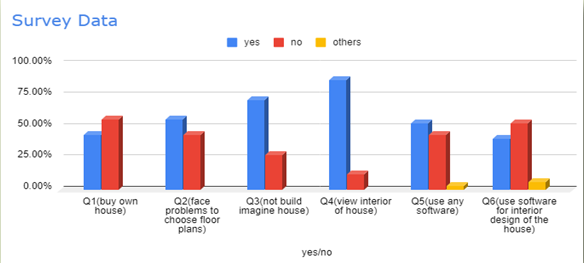 Survey Data
yes no others
100.00%
75.00%
50.00%
25.00%
0.00%
Q1(buy own
house)
Q2(face
problems to
choose floor
plans)
Q3(not build
imagine house)
Q4(view interior
of house)
Q5(use any
software)
Q6(use software
for interior
design of the
house)
yes/no